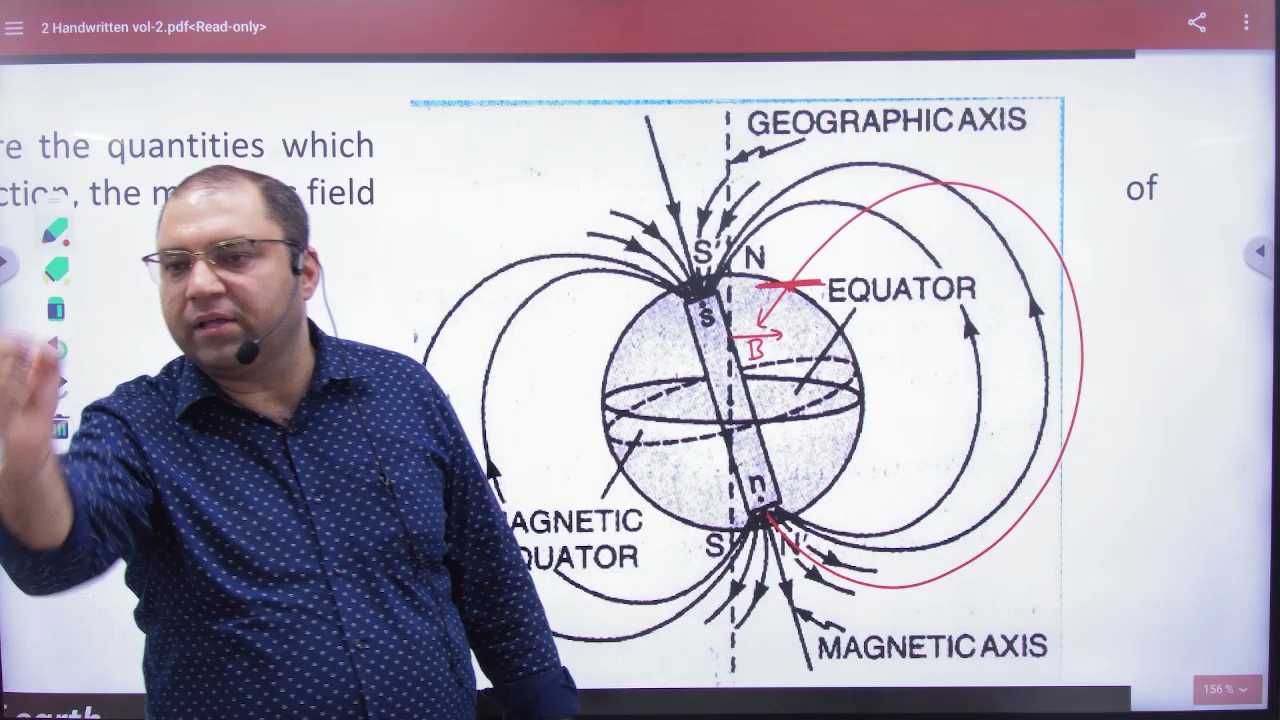 2 Handwritten vol-2.pdf<Read-only>
GEOGRAPHIC AXIS
re the quantities which
field
of
S' N
EQUATOR
s
B
n
AGNETIC
QUATOR
S N'
MAGNETIC AXIS
156 %
earth